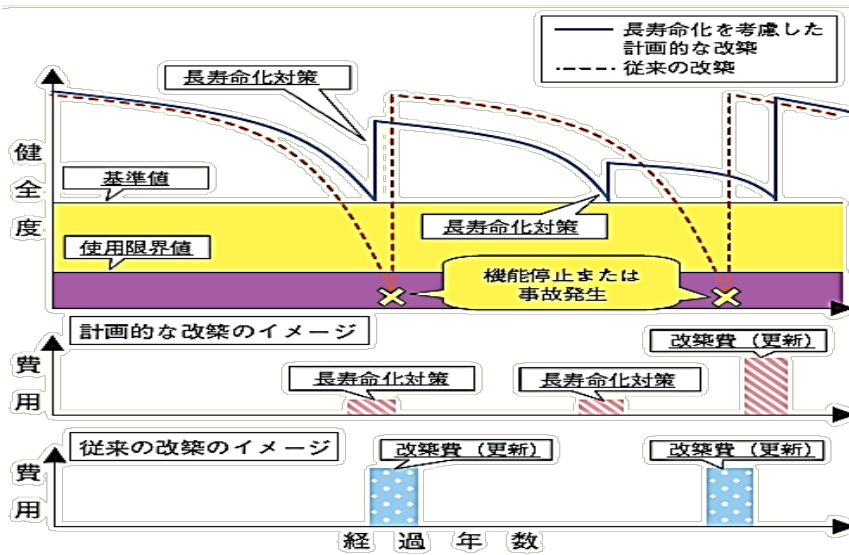 長寿命化を考慮した
計画的な改築
従来の改築
長寿命化対策
健全度
基準値
長寿命化対策
使用限界値
機能停止または
事故発生
計画的な改築のイメージ
改築費（更新）
費用
長寿命化対策
長寿命化対策
従来の改築のイメージ
改築費（更新）
改築費（更新）
費用
経過年数